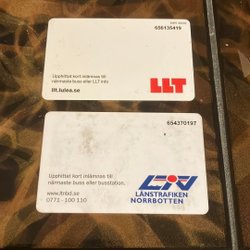 656135419
Upphittat kort inlämnas till
närmaste buss eller LLT info
llt.lulea.se
LLT
654370197
Upphittat kort inlämnas till
närmaste buss eller busstation.
www.ltnbd.se
0771 - 100 110
LÄNSTRAFIKEN
NORRBOTTEN